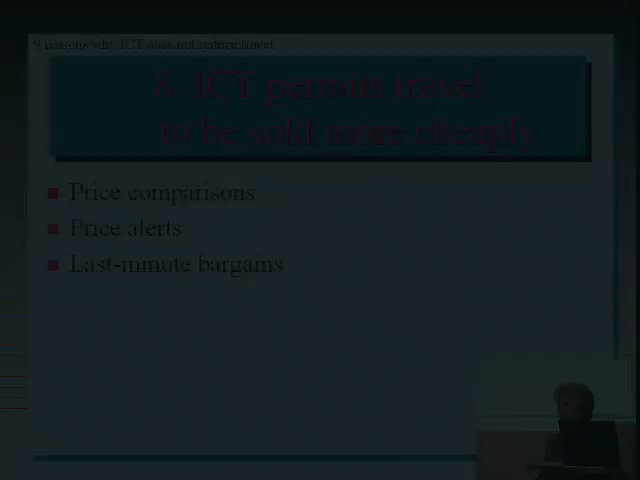 9 reasons why ICT does not reduce travel
8. ICT permits travel
to be sold more cheaply
Price comparisons
Price alerts
Last-minute bargains